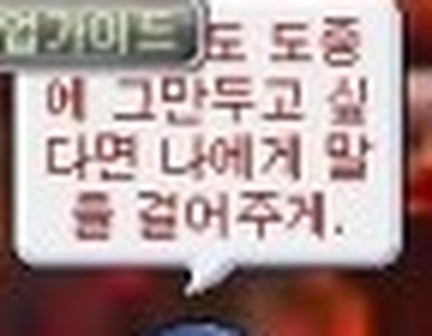 업가이드
도 도중
에 그만두고 싶
다면 나에게 말
을 걸어주게.